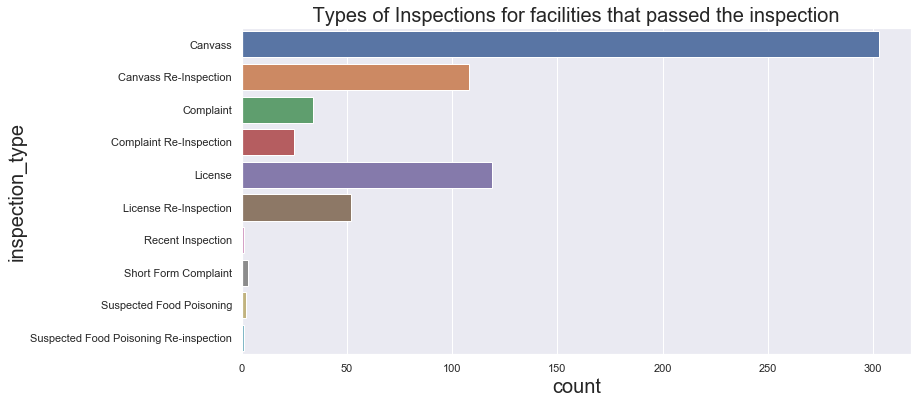 Types of Inspections for facilities that passed the inspection
inspection_type
Canvass
Canvass Re-Inspection
Complaint
Complaint Re-Inspection
License
License Re-Inspection
Recent Inspection
Short Form Complaint
Suspected Food Poisoning
Suspected Food Poisoning Re-inspection
0 50 100 150 200 250 300
count